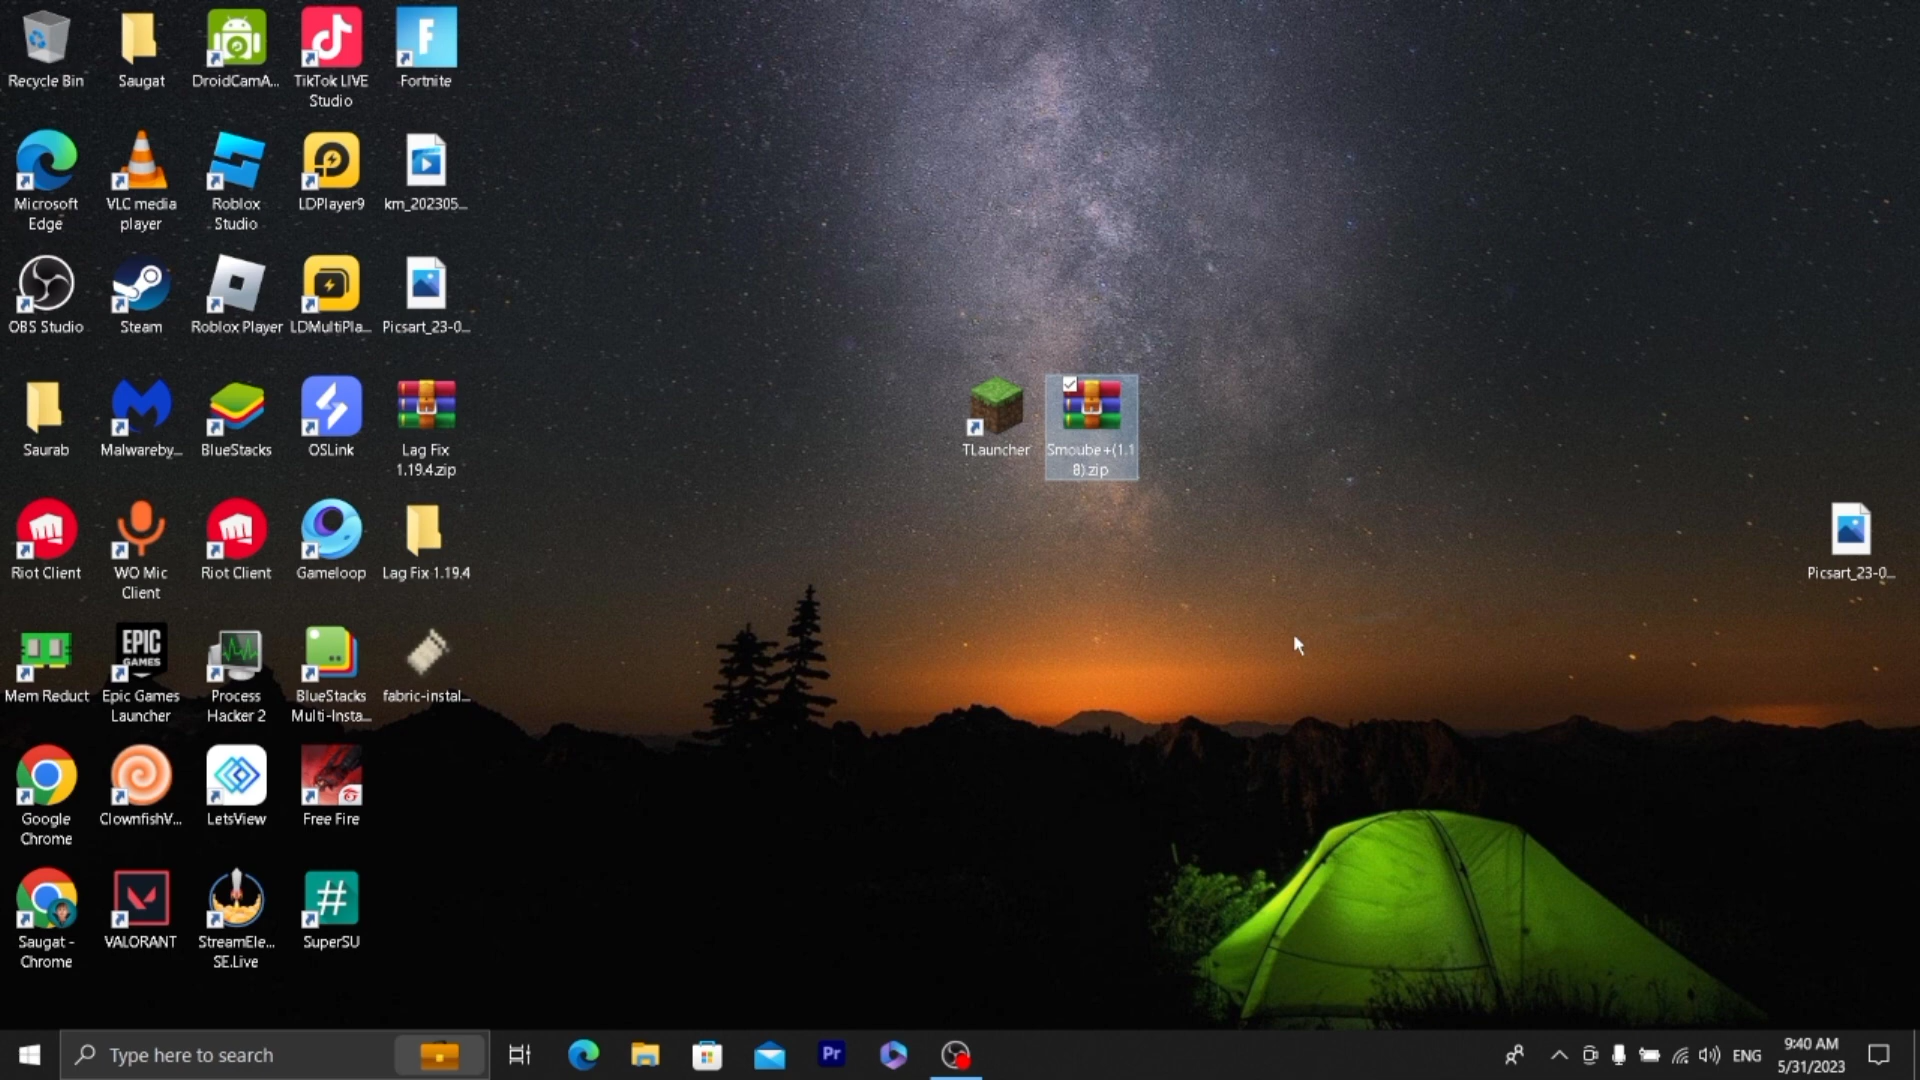 Recycle Bin
Saugat
DroidCamA...
TikTok LIVE
Studio
F
Fortnite
Microsoft
Edge
VLC media
player
Roblox
Studio
LDPlayer9
km_202305...
OBS Studio
Steam
Roblox Player
LDMultiPla...
Picsart_23-0...
Saurab
Malwareby...
BlueStacks
OSLink
Lag Fix
1.19.4.zip
TLauncher
Smoube+(1.1
8).zip
Riot Client
WO Mic
Client
Riot Client
Gameloop
Lag Fix 1.19.4
Picsart_23-0...
Mem Reduct
EPIC
GAMES
Epic Games
Launcher
Process
Hacker 2
BlueStacks
Multi-Insta...
fabric-instal...
Google
Chrome
ClownfishV...
LetsView
Free Fire
Saugat -
Chrome
VALORANT
StreamEle...
SE.Live
#
SuperSU
Type here to search
Pr
ENG
9:40 AM
5/31/2023